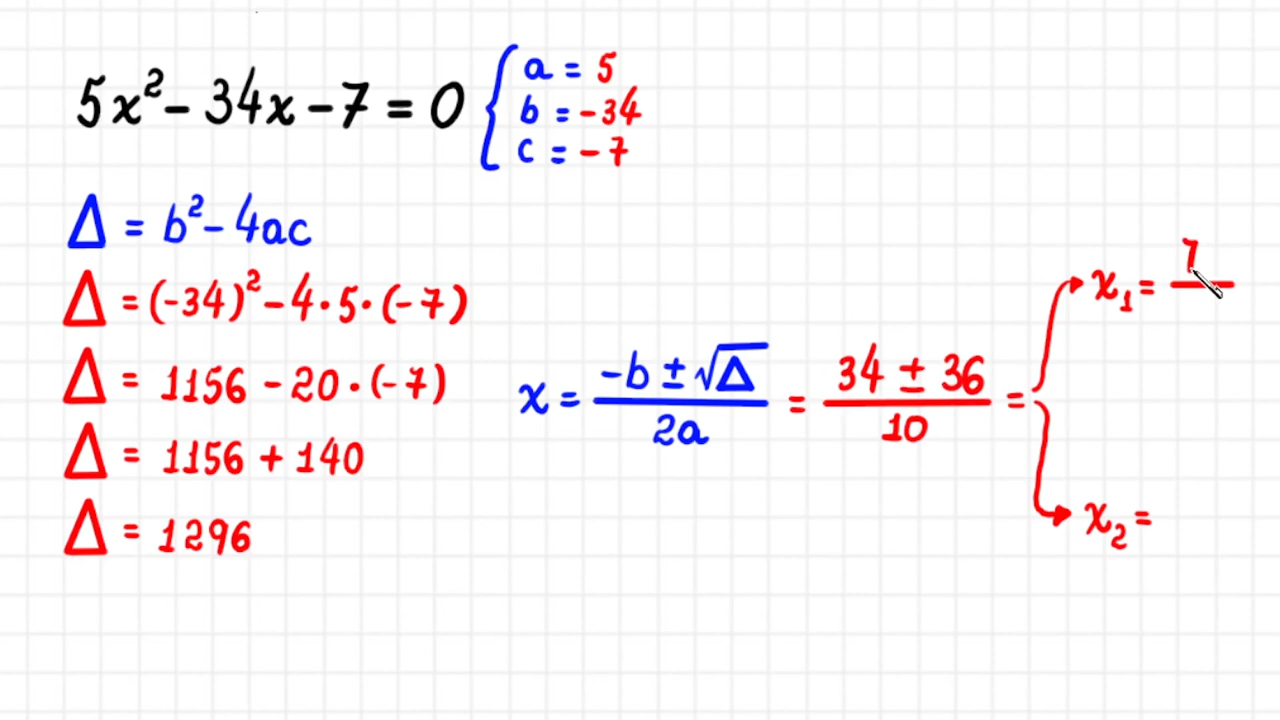 5x² - 34x - 7 = 0
a = 5
b = -34
c = -7
Δ = b² - 4ac
Δ = (-34)² - 4·5·(-7)
Δ = 1156 - 20·(-7)
Δ = 1156 + 140
Δ = 1296
x = (-b ± √Δ)/2a = (34 ± 36)/10 =
x₁ = 7
x₂ =